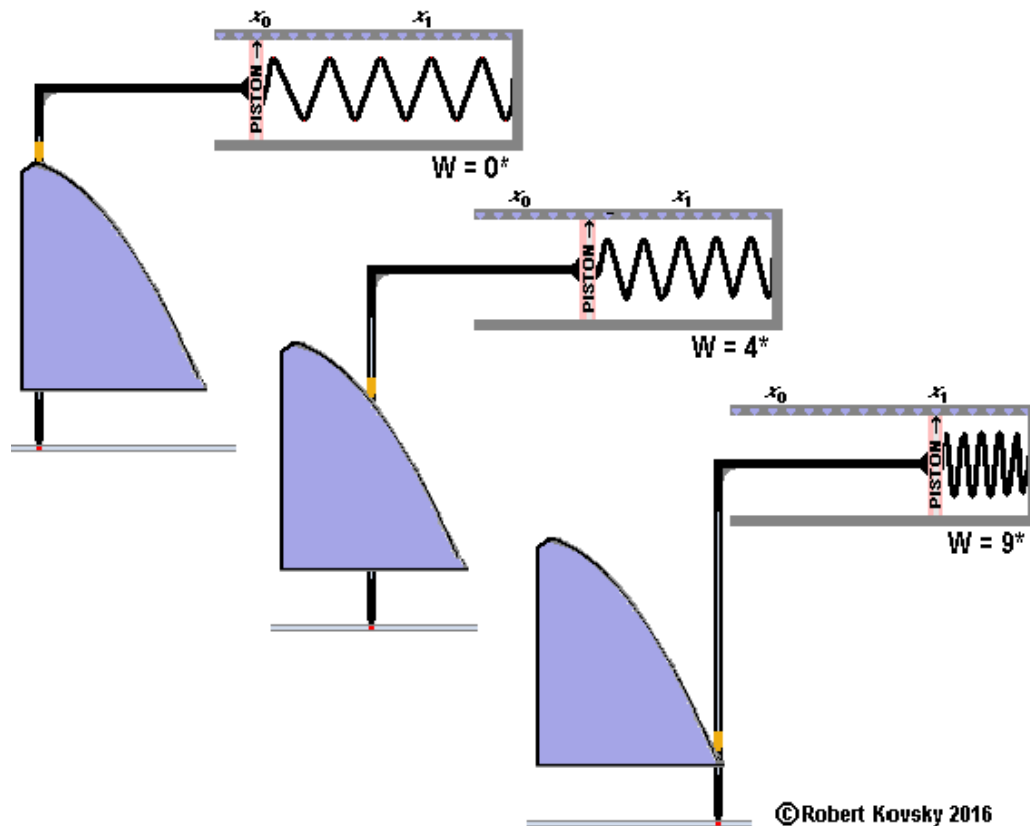 x₀ x₁
PISTON →
W = 0*
x₀ x₁
PISTON →
W = 4*
x₀ x₁
PISTON →
W = 9*
©Robert Kovsky 2016